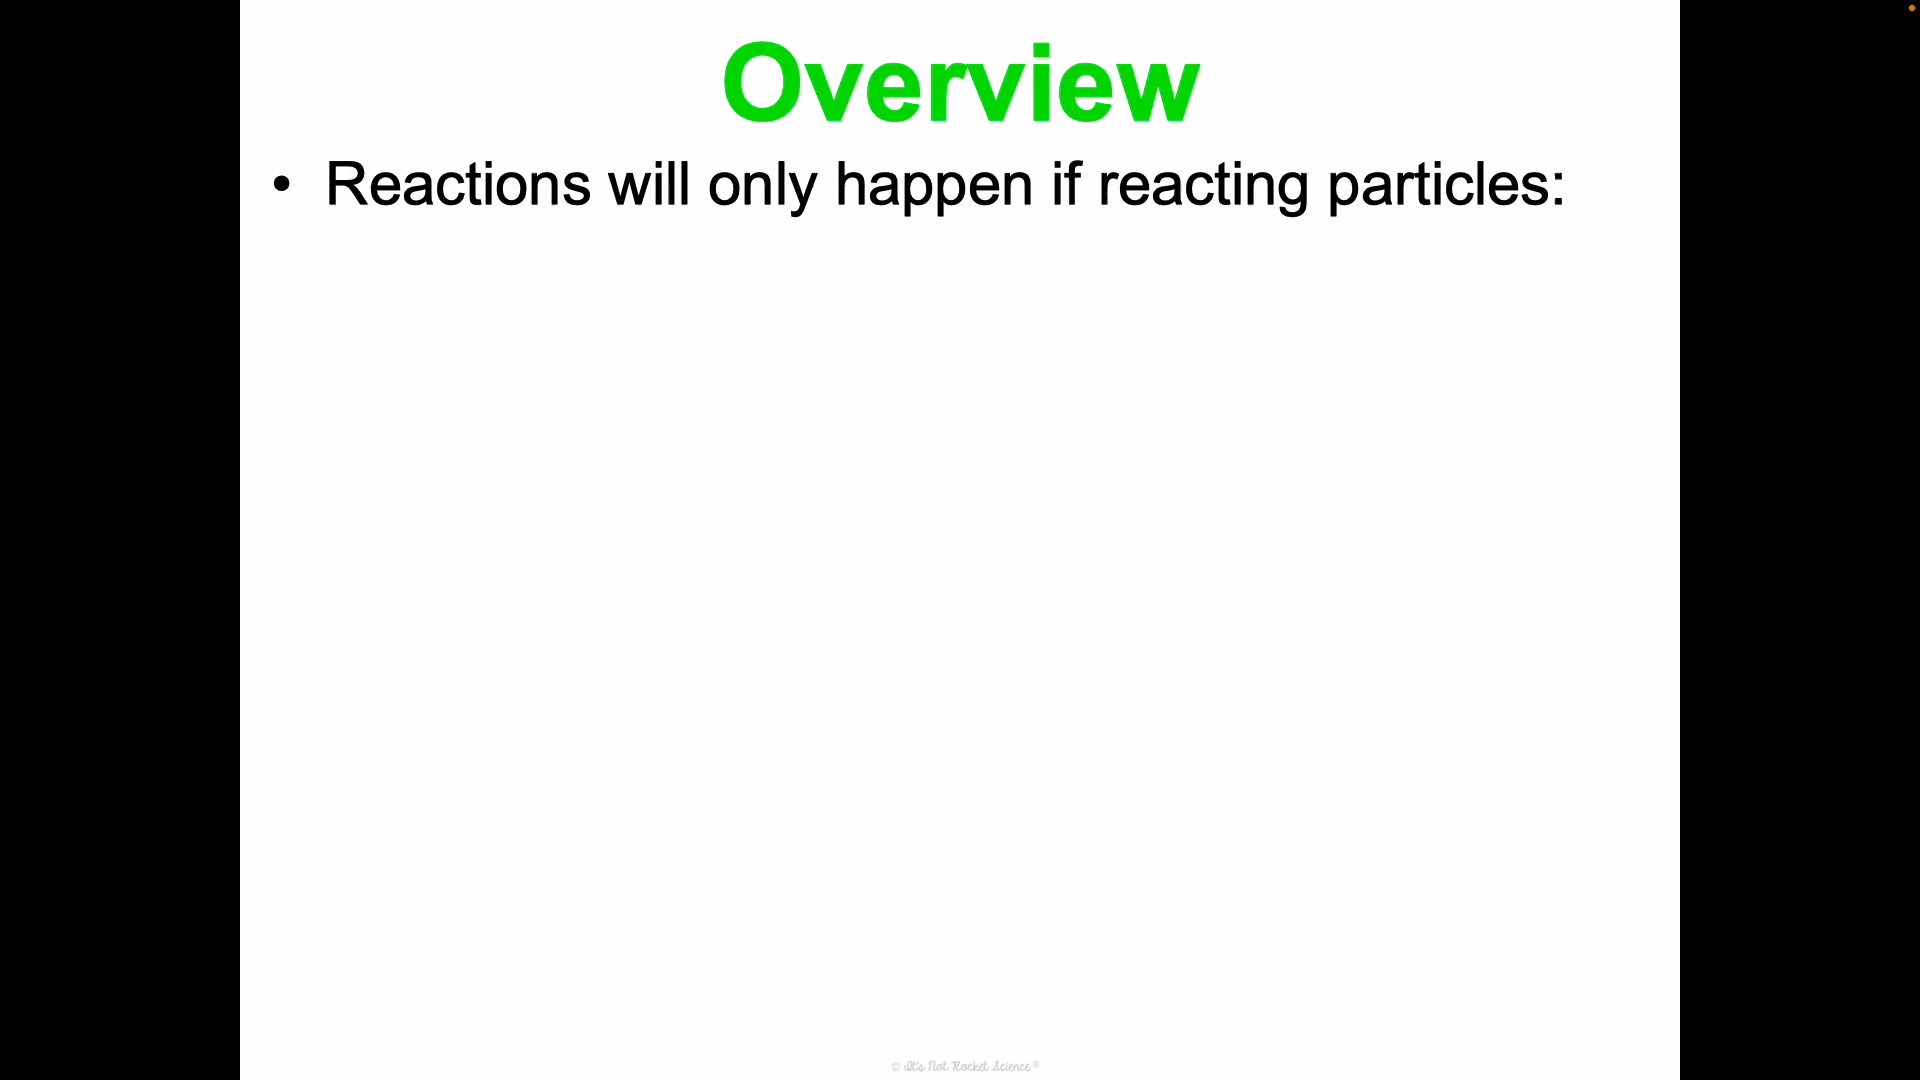 Overview
• Reactions will only happen if reacting particles:
© It's Not Rocket Science®